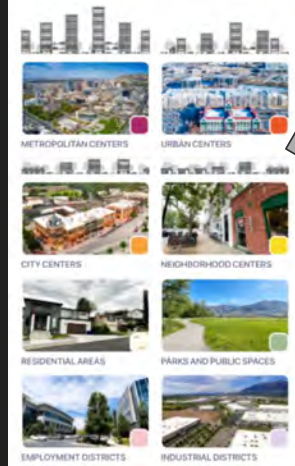 METROPOLITAN CENTERS
URBAN CENTERS
CITY CENTERS
NEIGHBORHOOD CENTERS
RESIDENTIAL AREAS
PARKS AND PUBLIC SPACES
EMPLOYMENT DISTRICTS
INDUSTRIAL DISTRICTS